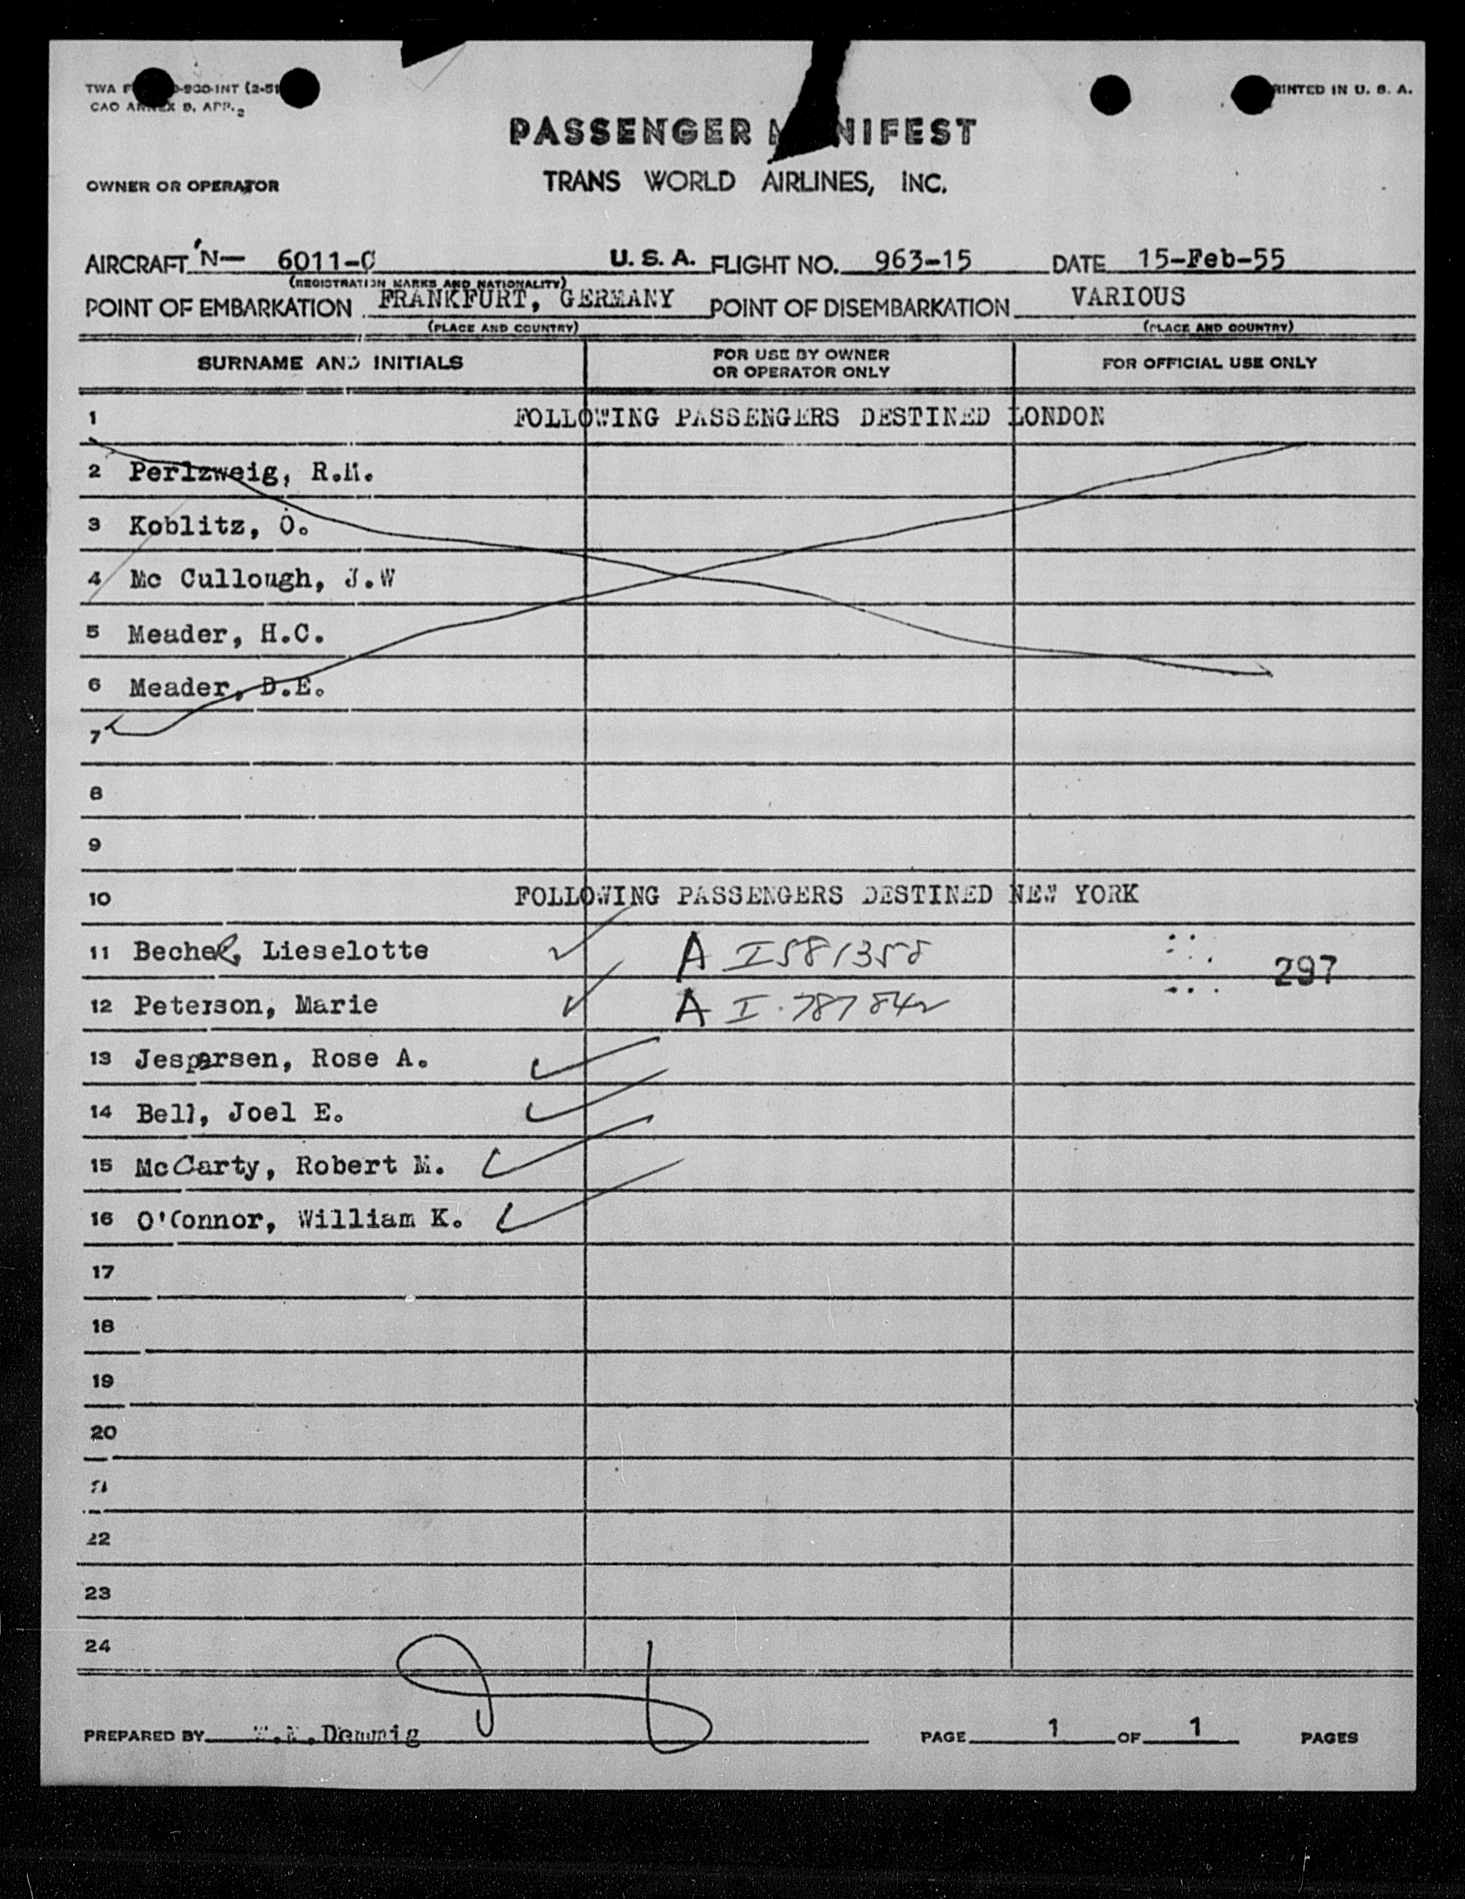 PRINTED IN U. S. A.
PASSENGER MANIFEST
OWNER OR OPERATOR TRANS WORLD AIRLINES, INC.
AIRCRAFT N— 6011-C U. S. A. FLIGHT NO. 963-15 DATE 15-Feb-55
(REGISTRATION MARKS AND NATIONALITY)
POINT OF EMBARKATION FRANKFURT, GERMANY POINT OF DISEMBARKATION VARIOUS
(PLACE AND COUNTRY) (PLACE AND COUNTRY)
SURNAME AND INITIALS FOR USE BY OWNER OR OPERATOR ONLY FOR OFFICIAL USE ONLY
1 FOLLOWING PASSENGERS DESTINED LONDON
2 Perlzweig, R.M.
3 Koblitz, O.
4 Mc Cullough, J.W
5 Meader, H.C.
6 Meader, D.E.
7
8
9
10 FOLLOWING PASSENGERS DESTINED NEW YORK
11 Becher, Lieselotte A I581358 297
12 Peterson, Marie A I.787842
13 Jespersen, Rose A.
14 Bell, Joel E.
15 McCarty, Robert M.
16 O'Connor, William K.
17
18
19
20
21
22
23
24
PREPARED BY Demmig PAGE 1 OF 1 PAGES